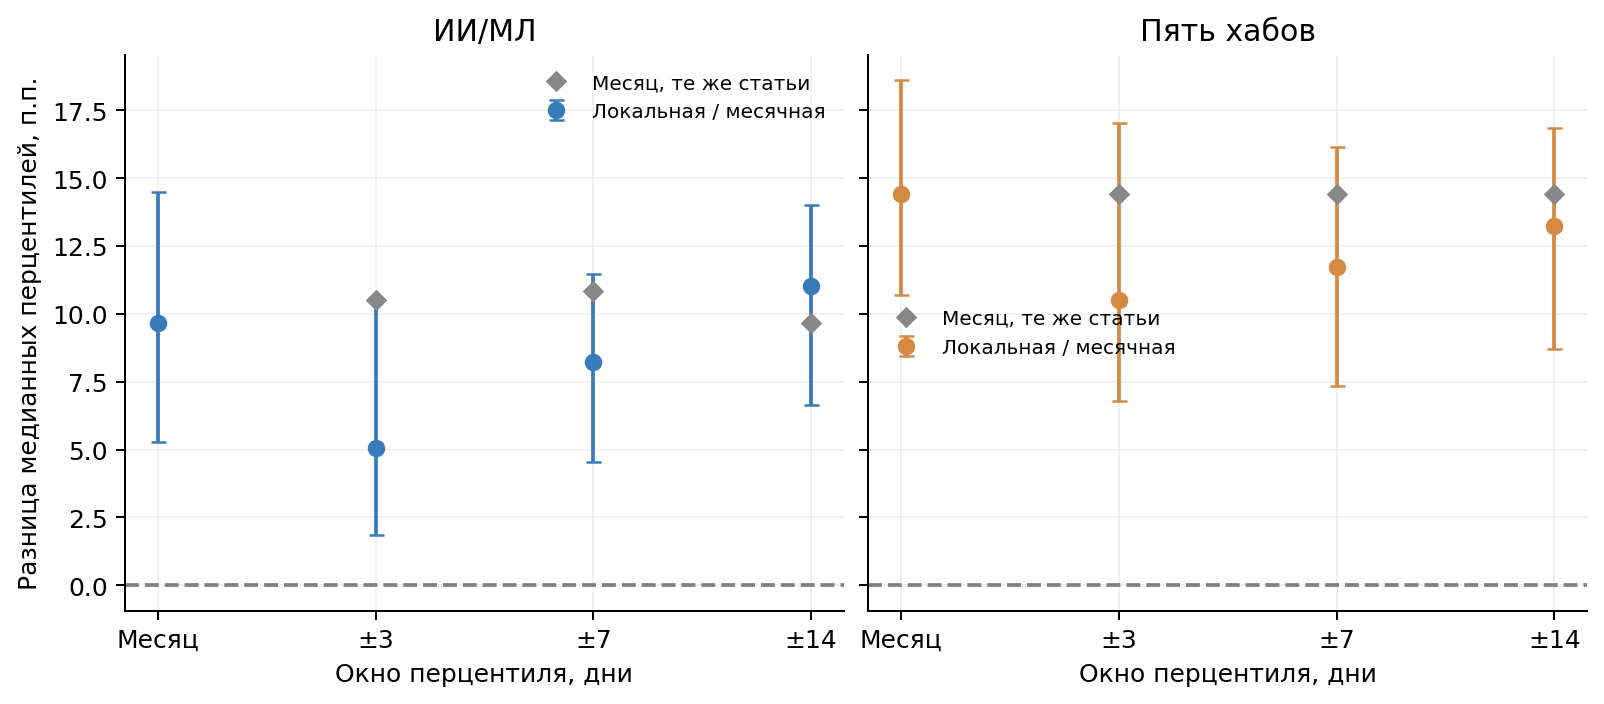 ИИ/МЛ
Пять хабов
Разница медианных перцентилей, п.п.
17.5
15.0
12.5
10.0
7.5
5.0
2.5
0.0
Месяц, те же статьи
Локальная / месячная
Месяц, те же статьи
Локальная / месячная
Месяц ±3 ±7 ±14
Месяц ±3 ±7 ±14
Окно перцентиля, дни
Окно перцентиля, дни